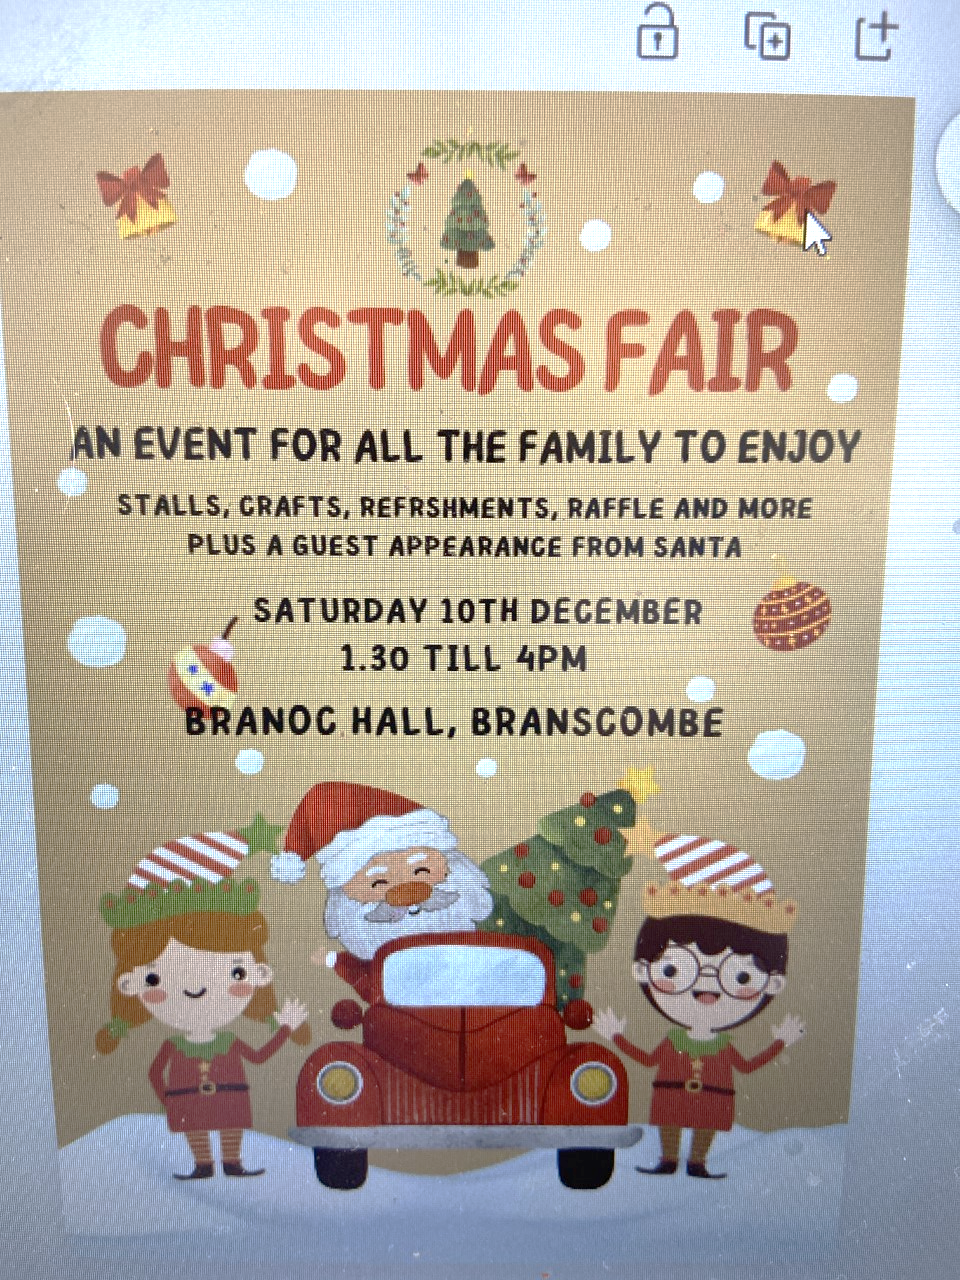 CHRISTMAS FAIR
AN EVENT FOR ALL THE FAMILY TO ENJOY
STALLS, CRAFTS, REFRSHMENTS, RAFFLE AND MORE
PLUS A GUEST APPEARANCE FROM SANTA
SATURDAY 10TH DECEMBER
1.30 TILL 4PM
BRANOC HALL, BRANSCOMBE